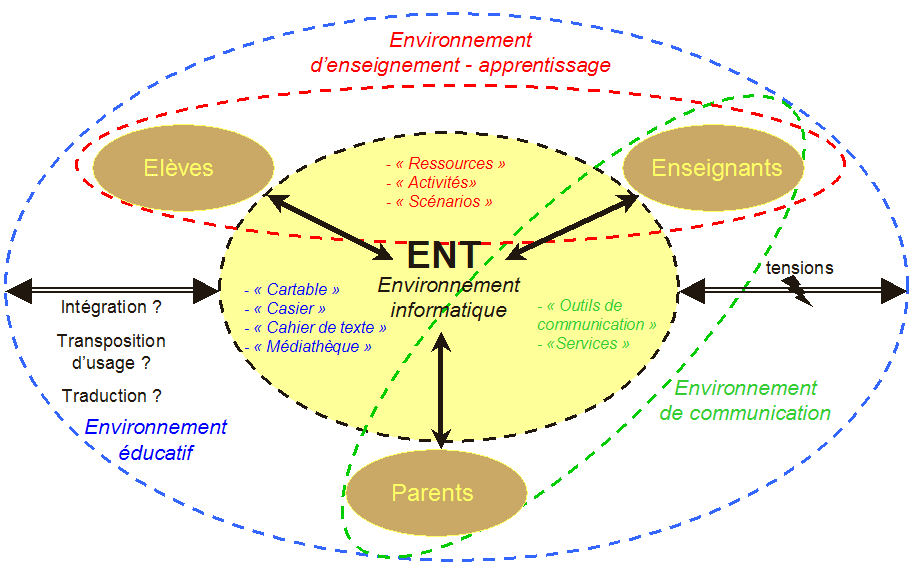 Environnement
d'enseignement - apprentissage
Elèves
Enseignants
- « Ressources »
- « Activités»
- « Scénarios »
ENT
Environnement
informatique
- « Cartable »
- « Casier »
- « Cahier de texte »
- « Médiathèque »
- « Outils de
communication »
- «Services »
tensions
Intégration ?
Transposition
d'usage ?
Traduction ?
Environnement
éducatif
Environnement
de communication
Parents